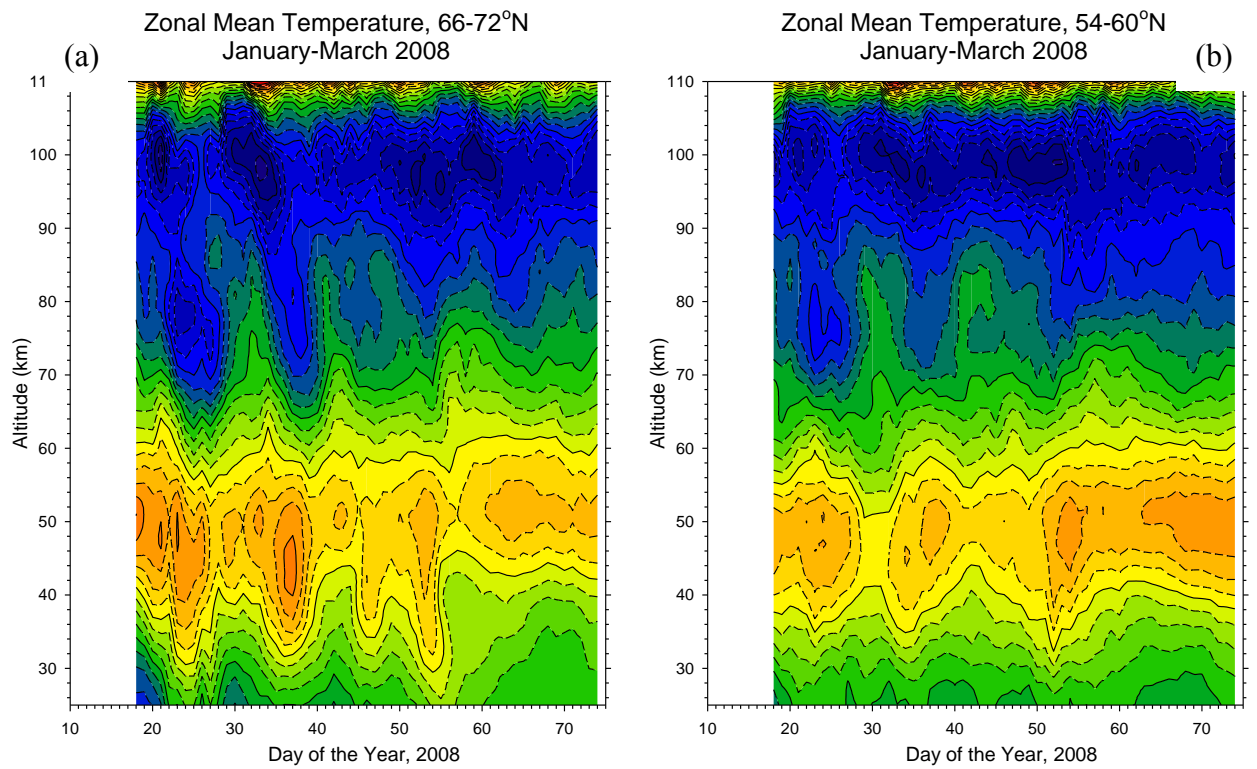 Zonal Mean Temperature, 66-72°N
January-March 2008
(a)
11
100
90
80
70
60
50
40
30
Altitude (km)
10 20 30 40 50 60 70
Day of the Year, 2008
Zonal Mean Temperature, 54-60°N
January-March 2008
(b)
110
100
90
80
70
60
50
40
30
Altitude (km)
10 20 30 40 50 60 70
Day of the Year, 2008